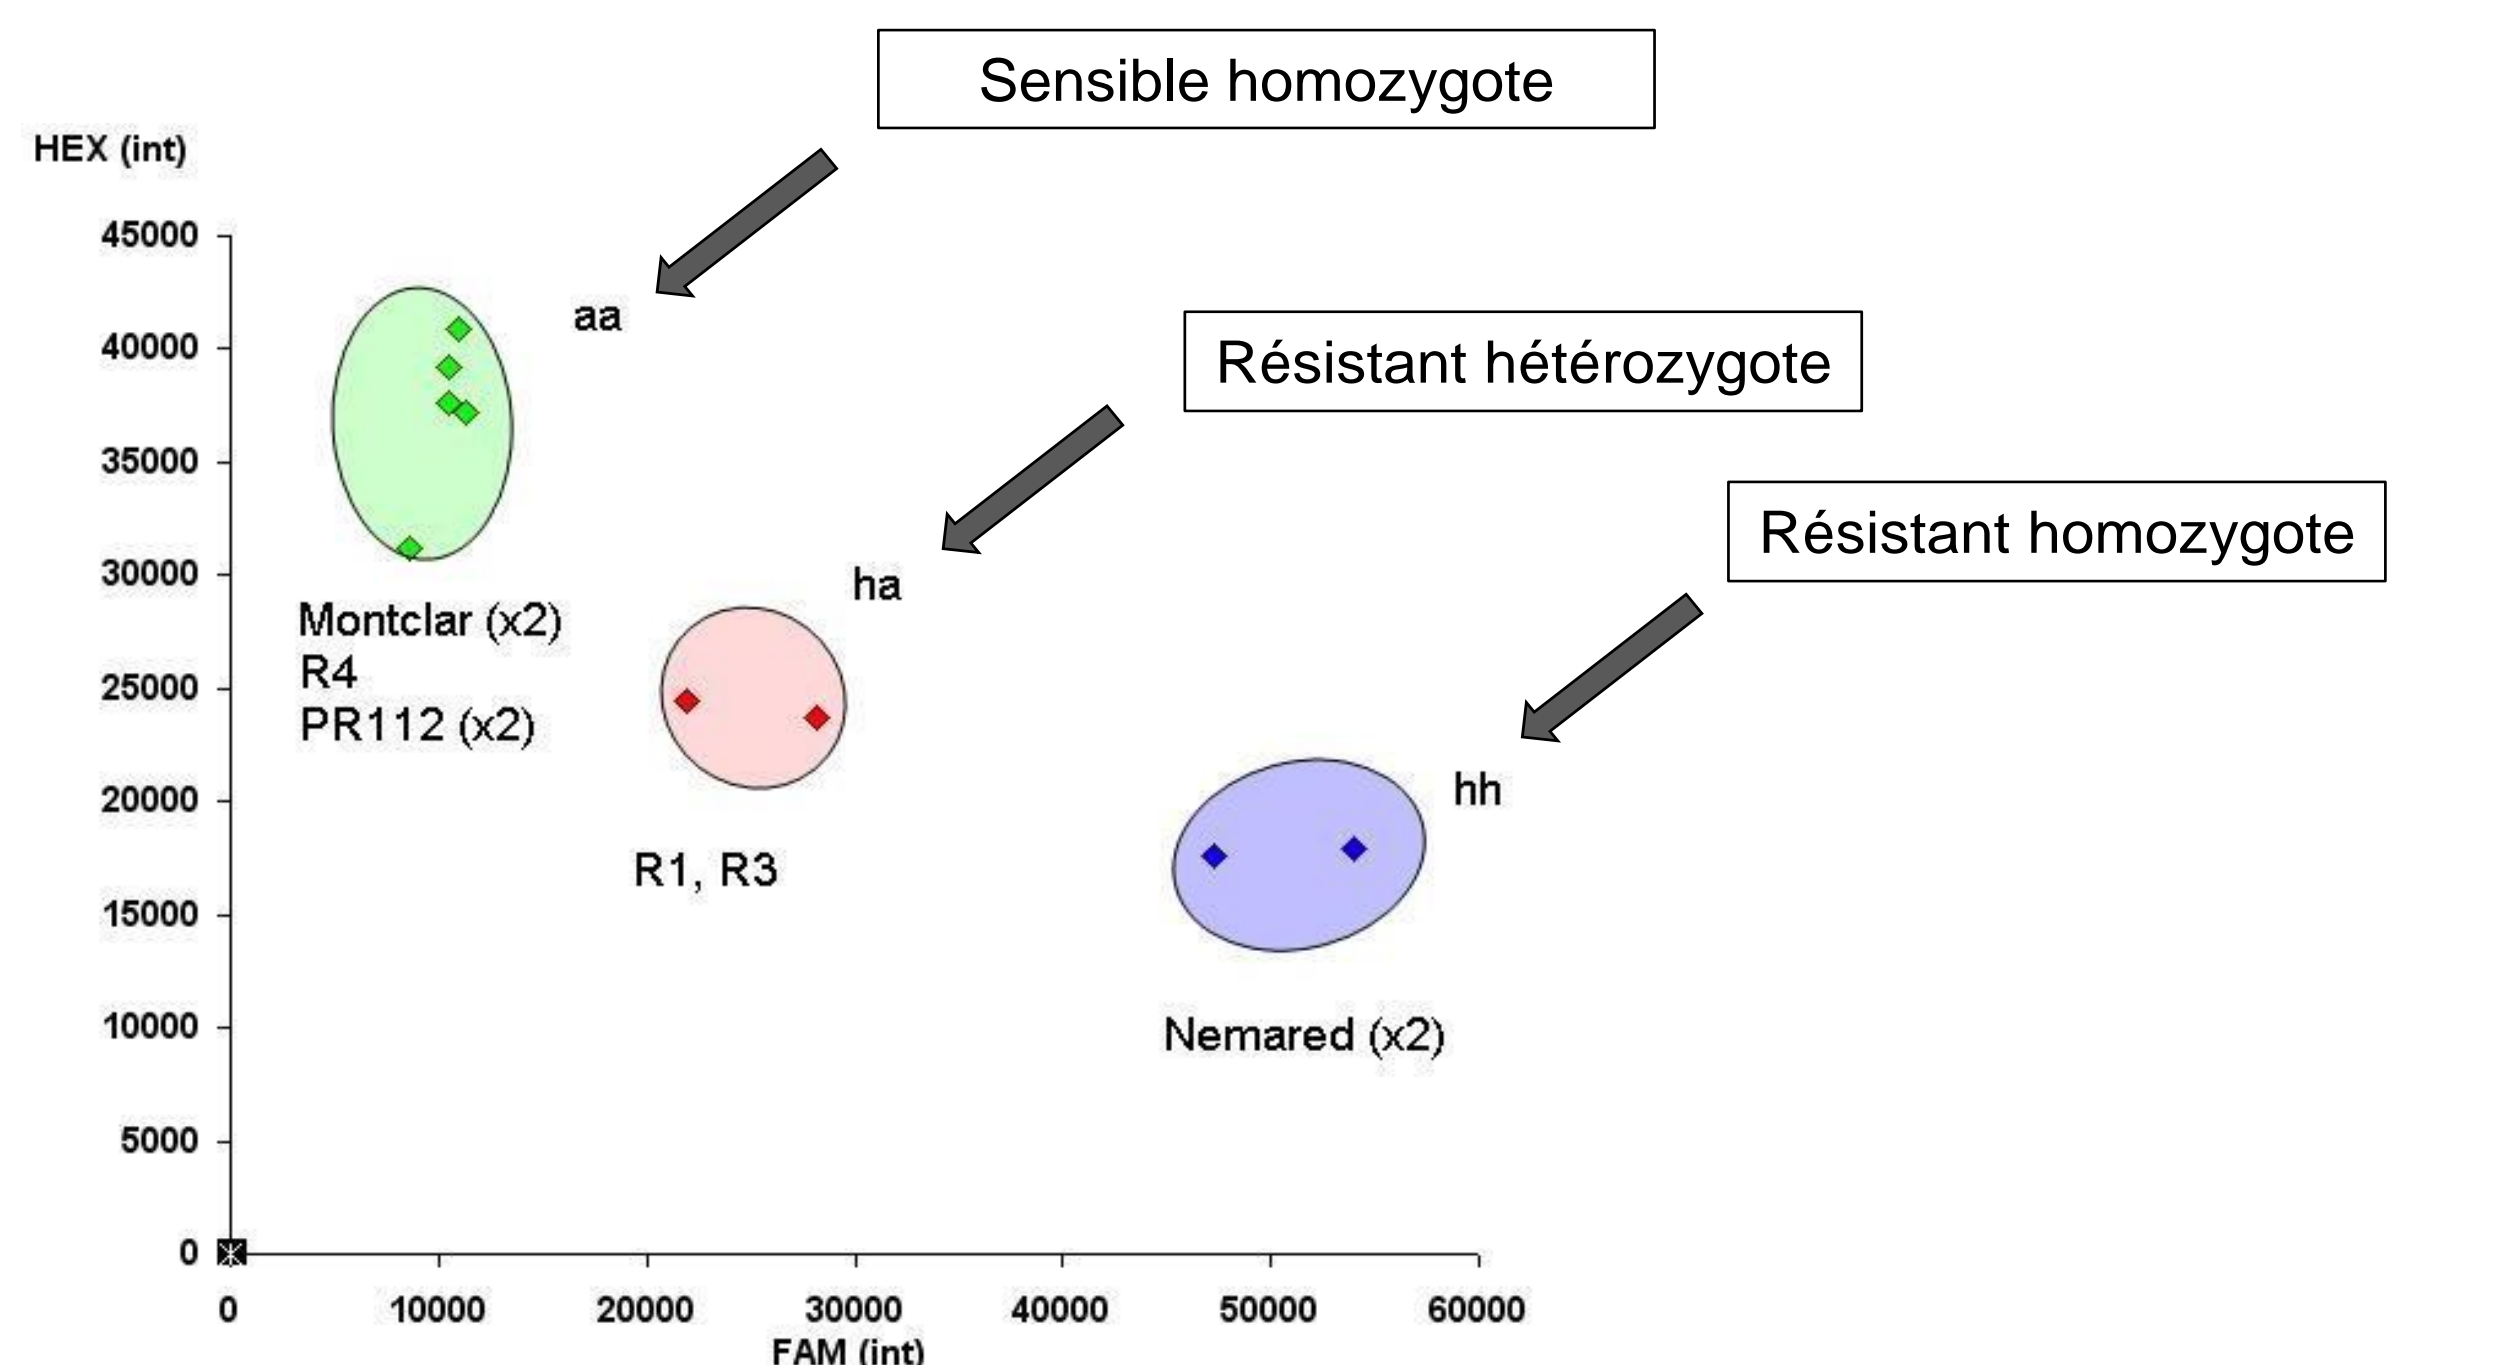 Sensible homozygote
HEX (int)
45000
aa
Résistant hétérozygote
40000
35000
Résistant homozygote
30000
ha
Montclar (x2)
R4
PR112 (x2)
25000
20000
hh
R1, R3
15000
10000
Nemared (x2)
5000
0
0 10000 20000 30000 40000 50000 60000
FAM (int)